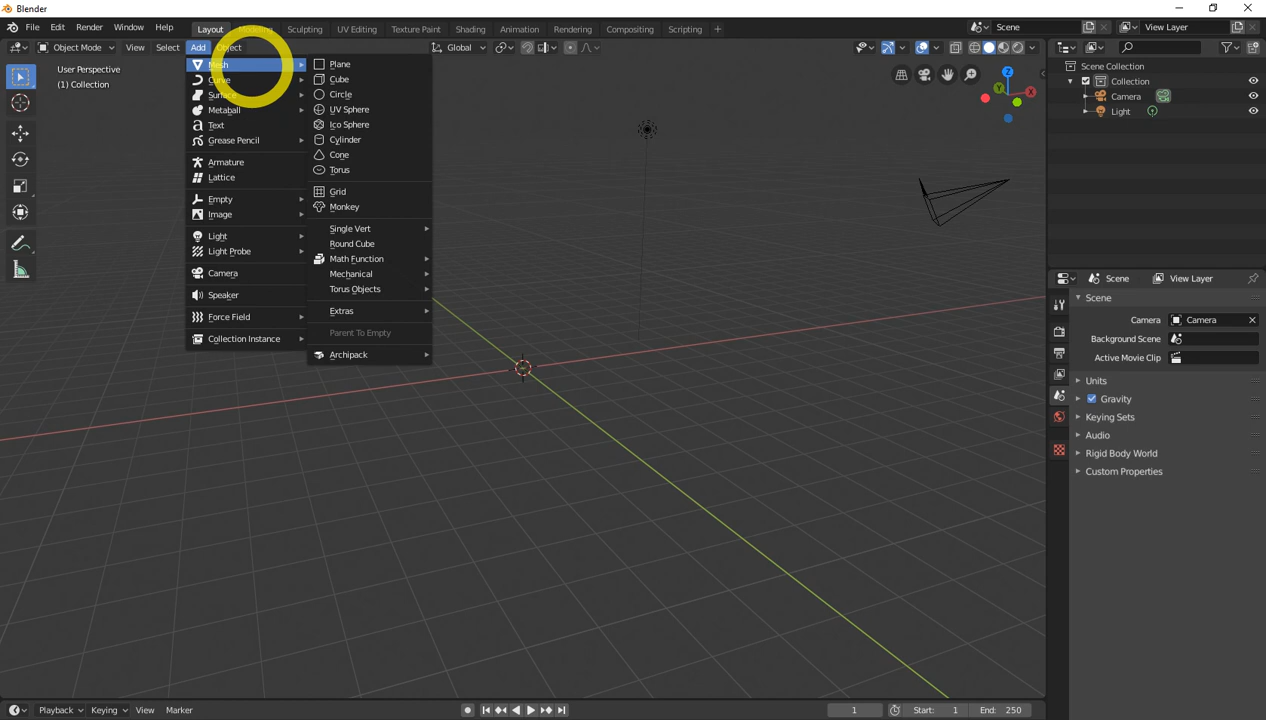 Blender
File Edit Render Window Help Layout Modeling Sculpting UV Editing Texture Paint Shading Animation Rendering Compositing Scripting + Scene View Layer
Object Mode View Select Add Object Global
User Perspective
(1) Collection
Mesh
Curve
Surface
Metaball
Text
Grease Pencil
Armature
Lattice
Empty
Image
Light
Light Probe
Camera
Speaker
Force Field
Collection Instance
Plane
Cube
Circle
UV Sphere
Ico Sphere
Cylinder
Cone
Torus
Grid
Monkey
Single Vert
Round Cube
Math Function
Mechanical
Torus Objects
Extras
Parent To Empty
Archipack
Z
Y
X
Scene Collection
Collection
Camera
Light
Scene View Layer
Scene
Camera Camera
Background Scene
Active Movie Clip
Units
Gravity
Keying Sets
Audio
Rigid Body World
Custom Properties
Playback Keying View Marker 1 Start: 1 End: 250